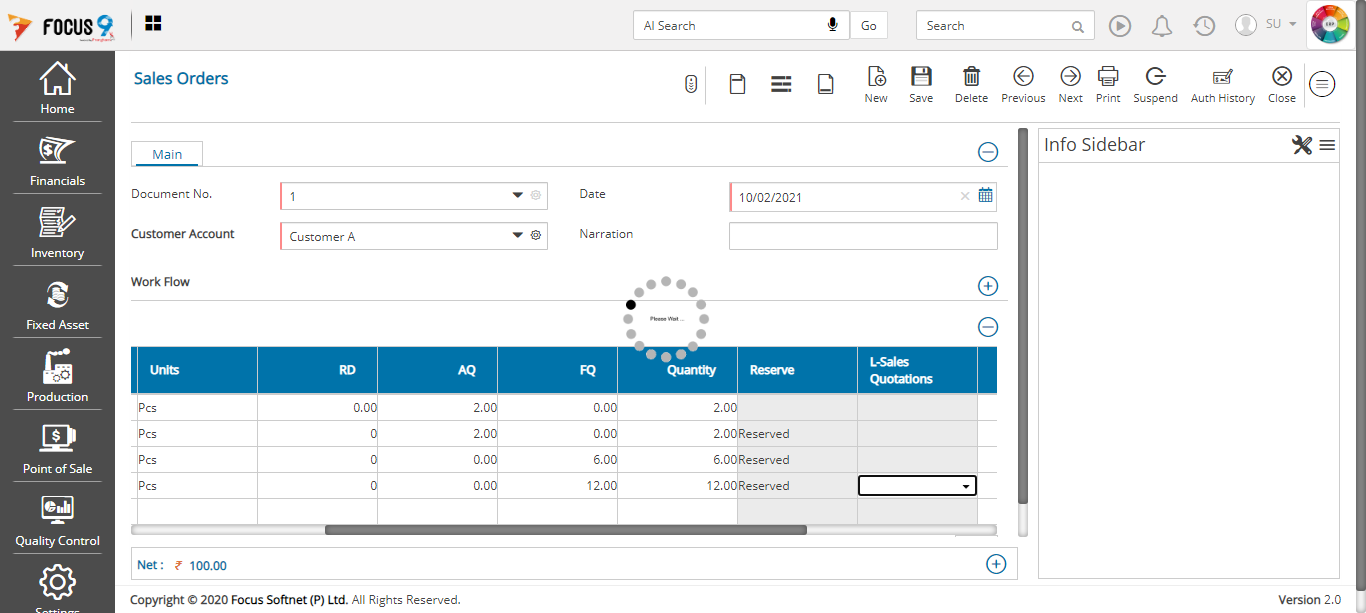 FOCUS 9
AI Search
Go
Search
SU
ERP
Home
Financials
Inventory
Fixed Asset
Production
Point of Sale
Quality Control
Settings
Sales Orders
New
Save
Delete
Previous
Next
Print
Suspend
Auth History
Close
Main
Info Sidebar
Document No.
1
Date
10/02/2021
Customer Account
Customer A
Narration
Work Flow
Please Wait ...
Units RD AQ FQ Quantity Reserve L-Sales Quotations
Pcs 0.00 2.00 0.00 2.00
Pcs 0 2.00 0.00 2.00 Reserved
Pcs 0 0.00 6.00 6.00 Reserved
Pcs 0 0.00 12.00 12.00 Reserved
Net : ₹ 100.00
Copyright © 2020 Focus Softnet (P) Ltd. All Rights Reserved.
Version 2.0